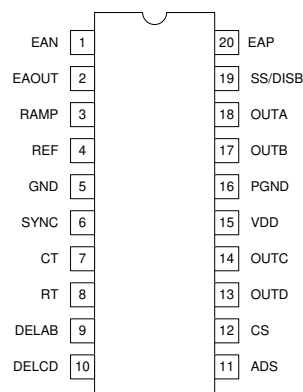 EAN 1 20 EAP
EAOUT 2 19 SS/DISB
RAMP 3 18 OUTA
REF 4 17 OUTB
GND 5 16 PGND
SYNC 6 15 VDD
CT 7 14 OUTC
RT 8 13 OUTD
DELAB 9 12 CS
DELCD 10 11 ADS